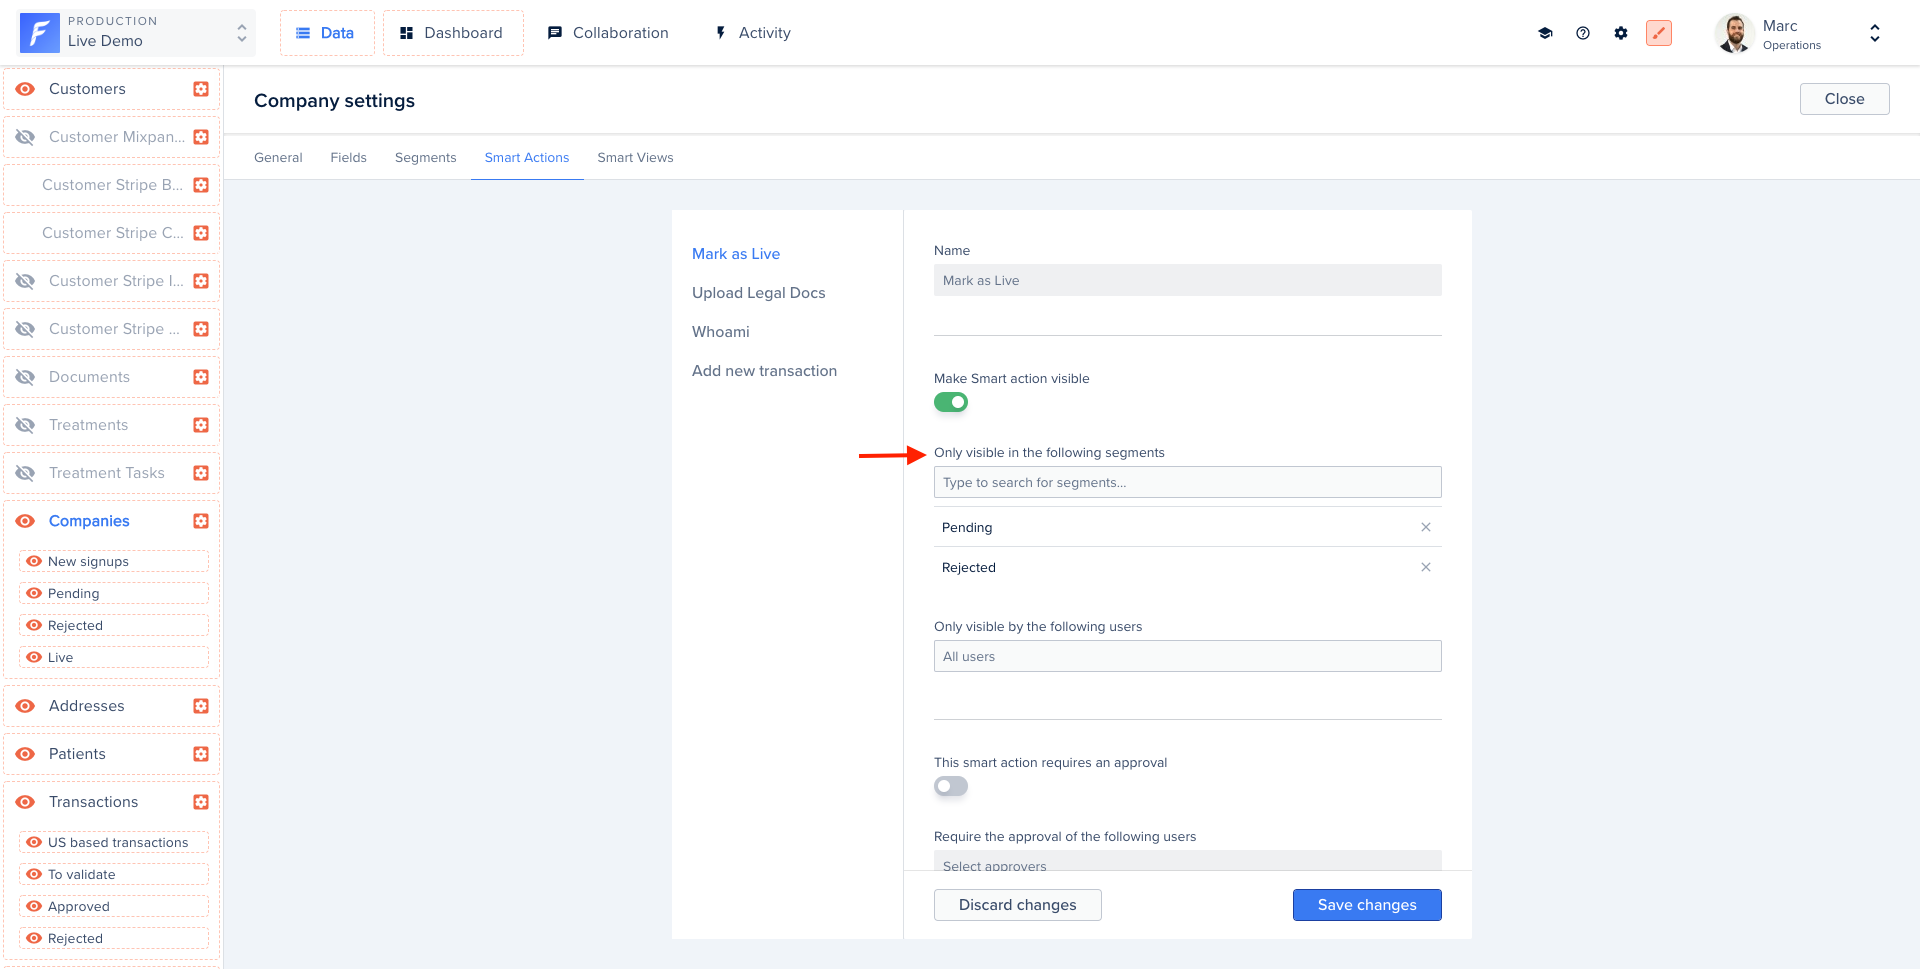 PRODUCTION
Live Demo
Data
Dashboard
Collaboration
Activity
Marc
Operations
Customers
Customer Mixpan...
Customer Stripe B...
Customer Stripe C...
Customer Stripe I...
Customer Stripe ...
Documents
Treatments
Treatment Tasks
Companies
New signups
Pending
Rejected
Live
Addresses
Patients
Transactions
US based transactions
To validate
Approved
Rejected
Company settings
Close
General
Fields
Segments
Smart Actions
Smart Views
Mark as Live
Upload Legal Docs
Whoami
Add new transaction
Name
Mark as Live
Make Smart action visible
Only visible in the following segments
Type to search for segments...
Pending
Rejected
Only visible by the following users
All users
This smart action requires an approval
Require the approval of the following users
Select approvers
Discard changes
Save changes